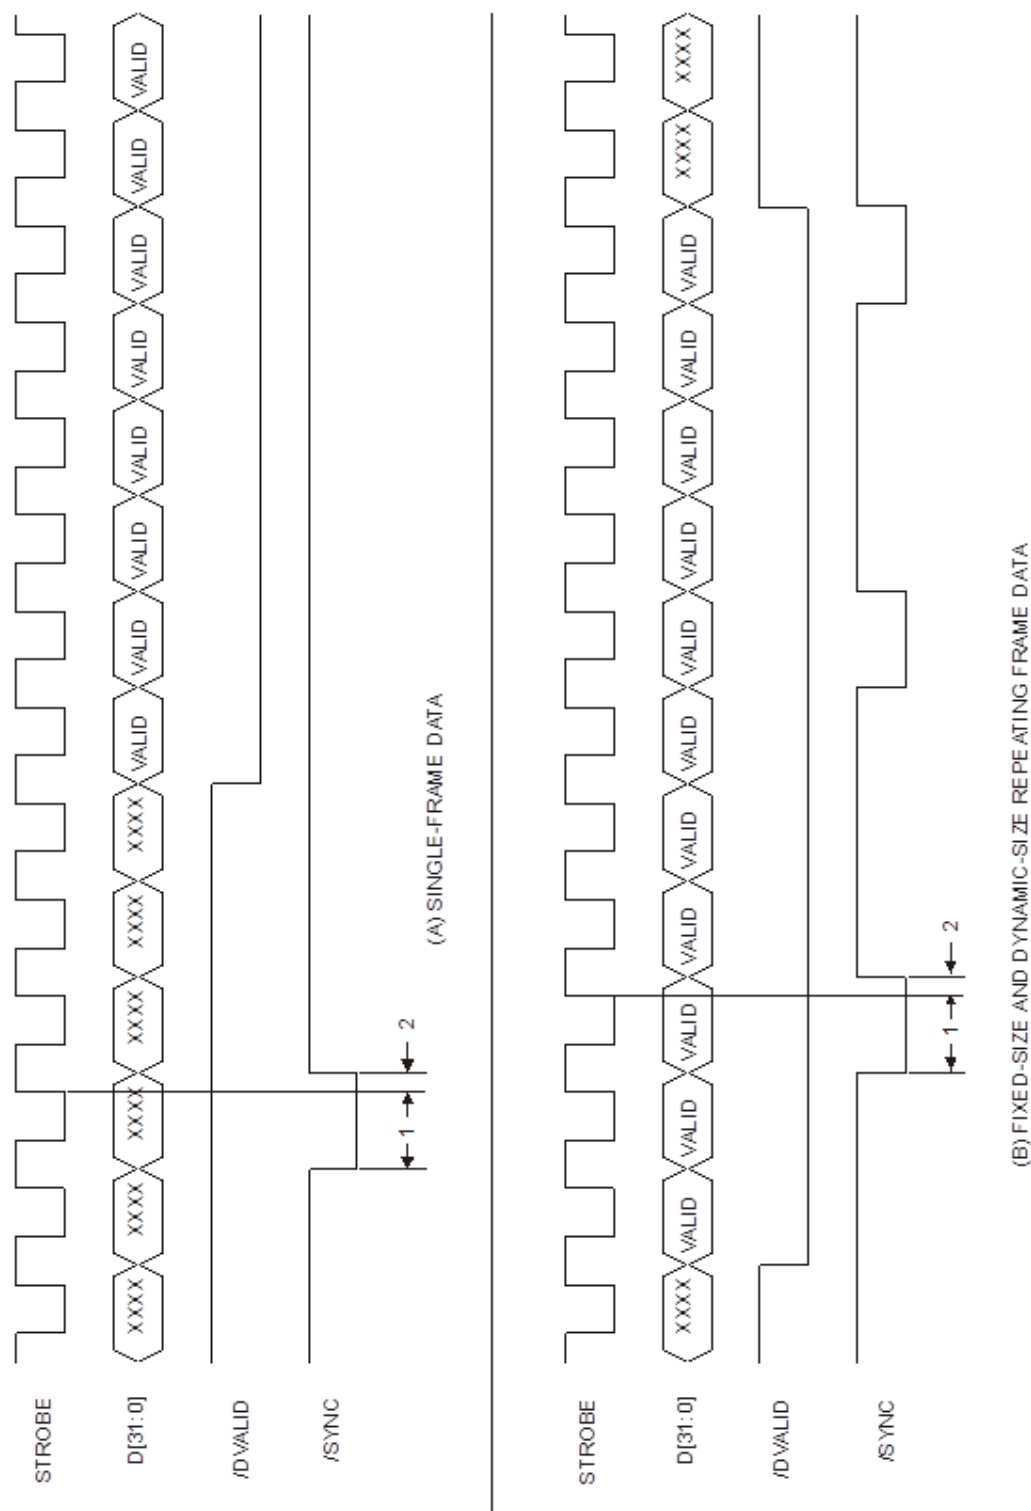 STROBE
D[31:0] XXXX XXXX XXXX XXXX XXXX XXXX VALID VALID VALID VALID VALID VALID VALID VALID
/DVALID
/SYNC
1 2
(A) SINGLE-FRAME DATA
STROBE
D[31:0] XXXX VALID VALID VALID VALID VALID VALID VALID VALID VALID VALID VALID XXXX XXXX
/DVALID
/SYNC
1 2
(B) FIXED-SIZE AND DYNAMIC-SIZE REPEATING FRAME DATA